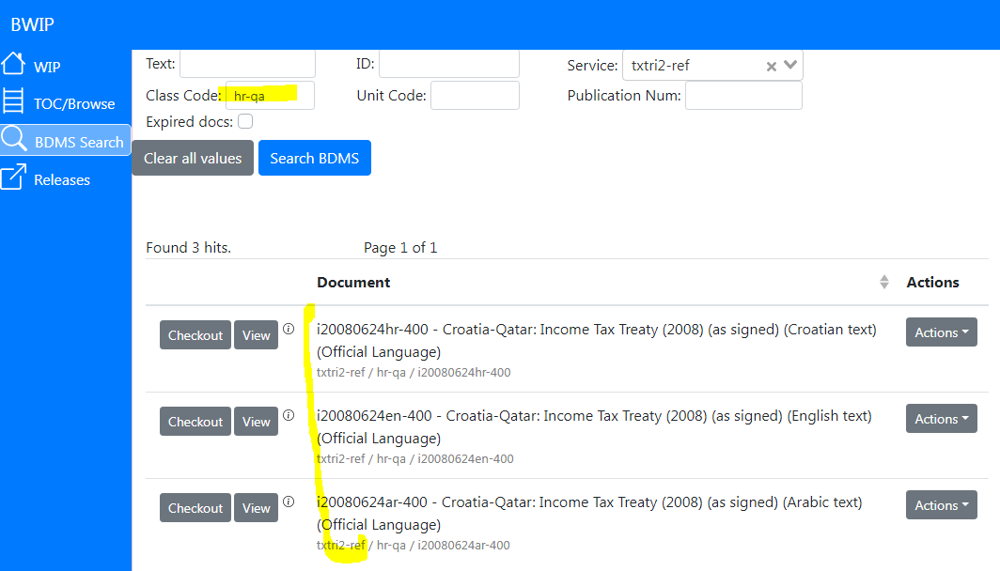 BWIP
WIP
TOC/Browse
BDMS Search
Releases
Text: ID: Service: txtri2-ref
Class Code: hr-qa Unit Code: Publication Num:
Expired docs:
Clear all values Search BDMS
Found 3 hits. Page 1 of 1
Document Actions
Checkout View i20080624hr-400 - Croatia-Qatar: Income Tax Treaty (2008) (as signed) (Croatian text) Actions
(Official Language)
txtri2-ref / hr-qa / i20080624hr-400
Checkout View i20080624en-400 - Croatia-Qatar: Income Tax Treaty (2008) (as signed) (English text) Actions
(Official Language)
txtri2-ref / hr-qa / i20080624en-400
Checkout View i20080624ar-400 - Croatia-Qatar: Income Tax Treaty (2008) (as signed) (Arabic text) Actions
(Official Language)
txtri2-ref / hr-qa / i20080624ar-400